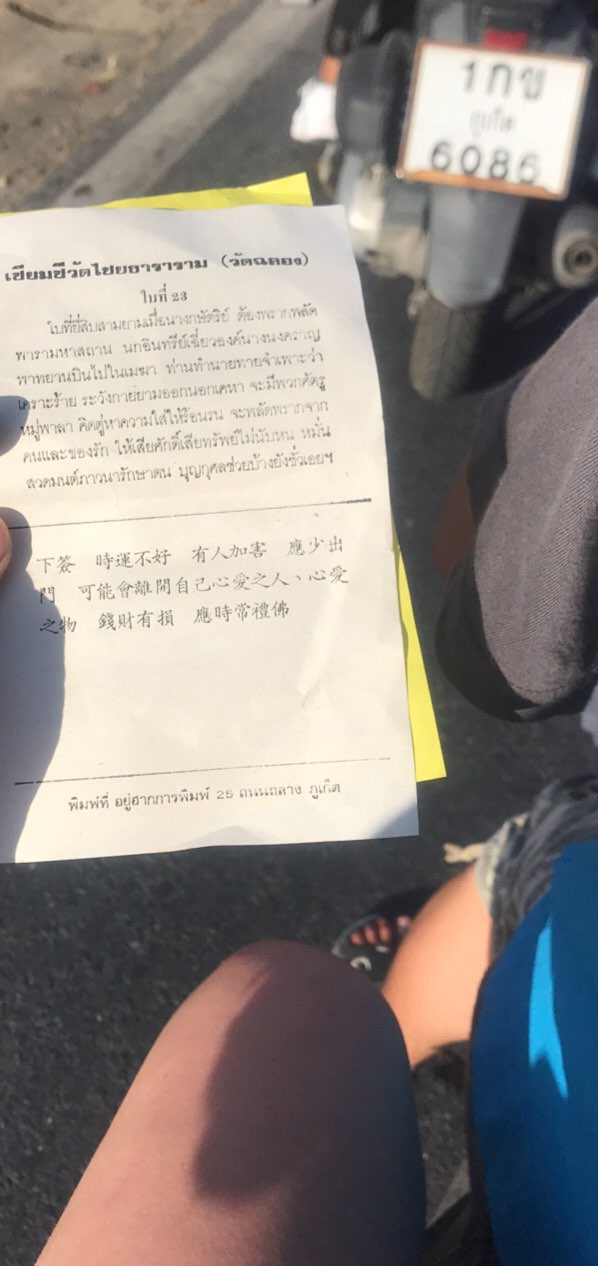 1กข
ภูเก็ต
6086
เซียมซีวัดไชยธาราราม (วัดฉลอง)
ใบที่ 23
ใบที่ยี่สิบสามยามเมื่อนางกษัตริย์ ต้องพรากพลัด
พารามหาสถาน นกอินทรีย์เฉี่ยวองค์นางนงคราญ
พาทยานบินไปในเมฆา ท่านทำนายทายจำเพาะว่า
เคราะร้าย ระวังกายยามออกนอกเคหา จะมีพวกศัตรู
หมู่พาลา คิดตู่หาความใส่ให้ร้อนรน จะพลัดพรากจาก
คนและของรัก ให้เสียศักดิ์เสียทรัพย์ไม่นับหน หมั่น
สวดมนต์ภาวนารักษาตน บุญกุศลช่วยบ้างยังชั่วเอยฯ
下簽 時運不好 有人加害 應少出
門 可能會離開自己心愛之人、心愛
之物 錢財有損 應時常禮佛
พิมพ์ที่ อยู่ฮากการพิมพ์ 25 ถนนถลาง ภูเก็ต